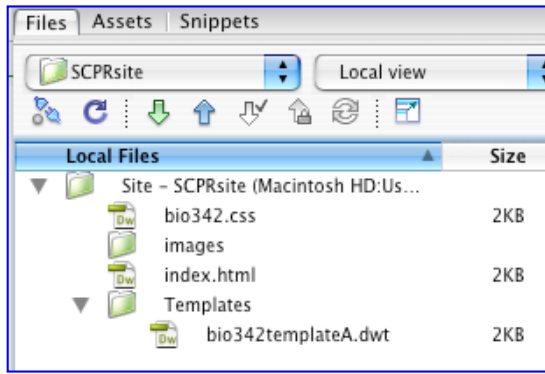 Files Assets Snippets
SCPRsite Local view
Local Files Size
Site – SCPRsite (Macintosh HD:Us...
Dw bio342.css 2KB
images
Dw index.html 2KB
Templates
Dw bio342templateA.dwt 2KB